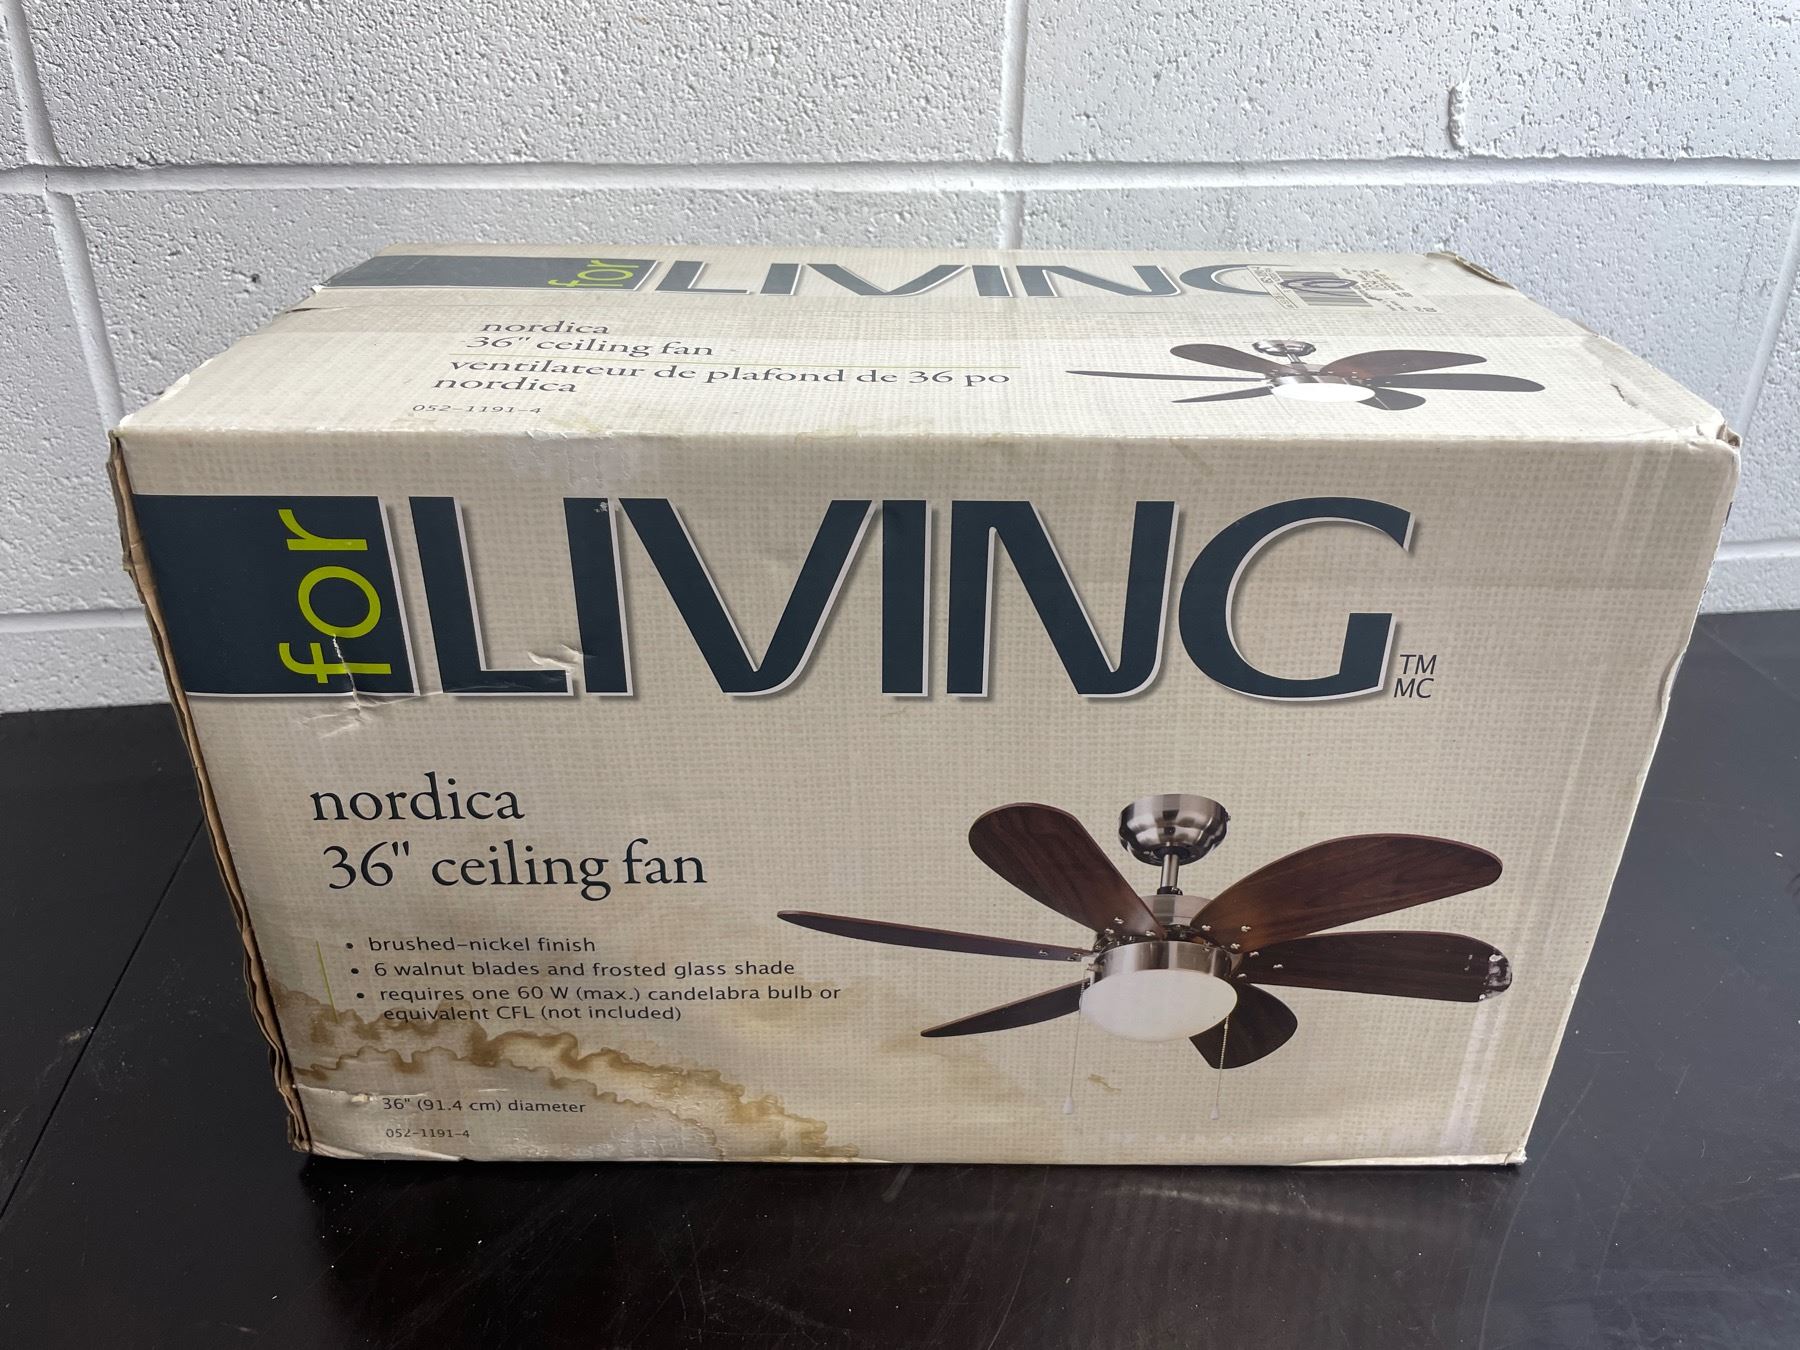 for LIVING
nordica
36" ceiling fan
ventilateur de plafond de 36 po
nordica
052-1191-4
for LIVING
TM
MC
nordica
36" ceiling fan
• brushed-nickel finish
• 6 walnut blades and frosted glass shade
• requires one 60 W (max.) candelabra bulb or
equivalent CFL (not included)
36" (91.4 cm) diameter
052-1191-4